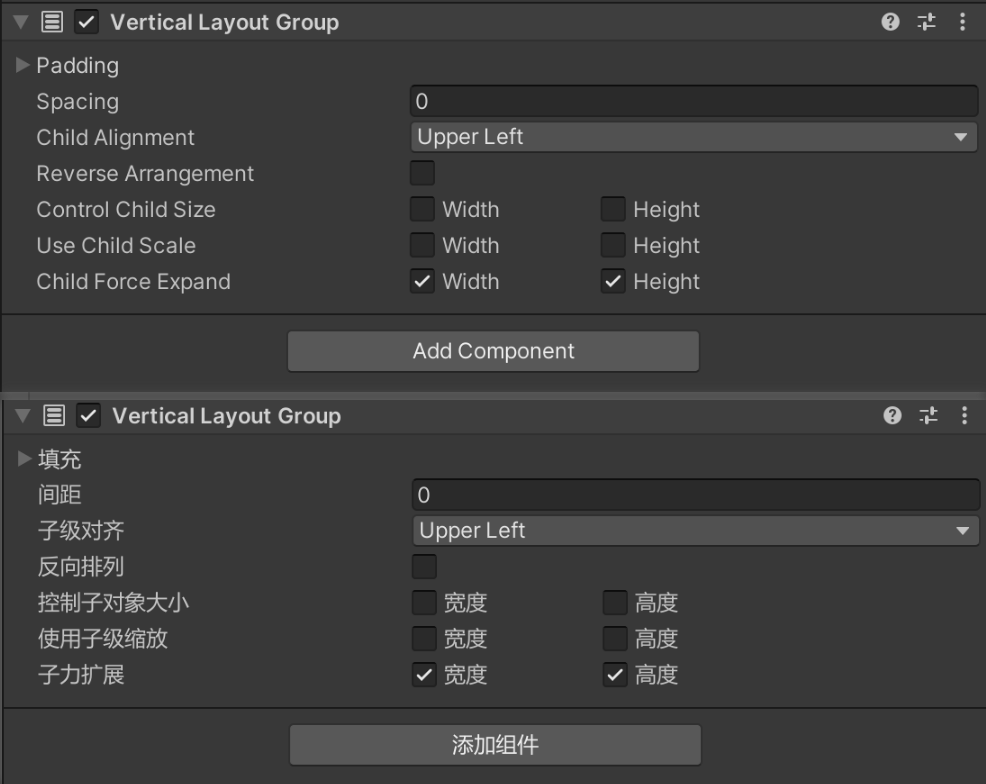 Vertical Layout Group
Padding
Spacing 0
Child Alignment Upper Left
Reverse Arrangement
Control Child Size Width Height
Use Child Scale Width Height
Child Force Expand Width Height
Add Component
Vertical Layout Group
填充
间距 0
子级对齐 Upper Left
反向排列
控制子对象大小 宽度 高度
使用子级缩放 宽度 高度
子力扩展 宽度 高度
添加组件